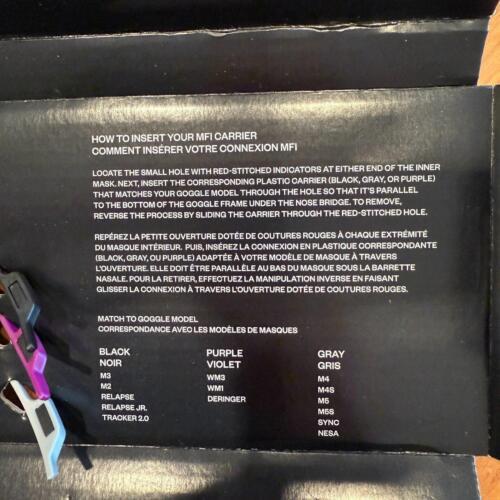 HOW TO INSERT YOUR MFI CARRIER
COMMENT INSÉRER VOTRE CONNEXION MFI
LOCATE THE SMALL HOLE WITH RED-STITCHED INDICATORS AT EITHER END OF THE INNER
MASK. NEXT, INSERT THE CORRESPONDING PLASTIC CARRIER (BLACK, GRAY, OR PURPLE)
THAT MATCHES YOUR GOGGLE MODEL THROUGH THE HOLE SO THAT IT'S PARALLEL
TO THE BOTTOM OF THE GOGGLE FRAME UNDER THE NOSE BRIDGE. TO REMOVE,
REVERSE THE PROCESS BY SLIDING THE CARRIER THROUGH THE RED-STITCHED HOLE.
REPÉREZ LA PETITE OUVERTURE DOTÉE DE COUTURES ROUGES À CHAQUE EXTRÉMITÉ
DU MASQUE INTÉRIEUR. PUIS, INSÉREZ LA CONNEXION EN PLASTIQUE CORRESPONDANTE
(BLACK, GRAY, OU PURPLE) ADAPTÉE À VOTRE MODÈLE DE MASQUE À TRAVERS
L'OUVERTURE. ELLE DOIT ÊTRE PARALLÈLE AU BAS DU MASQUE SOUS LA BARRETTE
NASALE. POUR LA RETIRER, EFFECTUEZ LA MANIPULATION INVERSE EN FAISANT
GLISSER LA CONNEXION À TRAVERS L'OUVERTURE DOTÉE DE COUTURES ROUGES.
MATCH TO GOGGLE MODEL
CORRESPONDANCE AVEC LES MODÈLES DE MASQUES
BLACK
NOIR
M3
M2
RELAPSE
RELAPSE JR.
TRACKER 2.0
PURPLE
VIOLET
WM3
WM1
DERINGER
GRAY
GRIS
M4
M4S
M5
M5S
SYNC
NESA